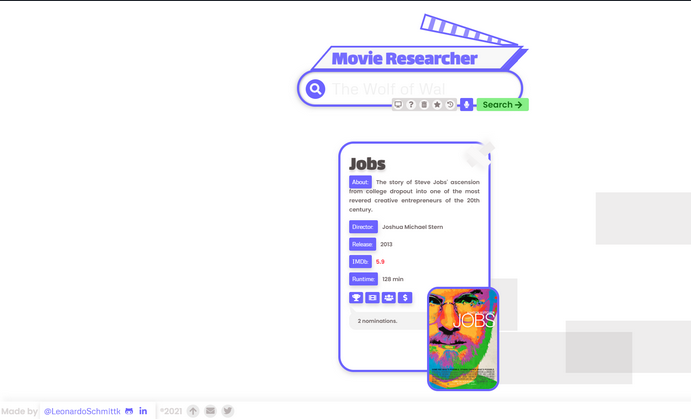 Movie Researcher
The Wolf of Wal
Search →
Jobs
About: The story of Steve Jobs' ascension
from college dropout into one of the most
revered creative entrepreneurs of the 20th
century.
Director: Joshua Michael Stern
Release: 2013
IMDb: 5.9
Runtime: 128 min
2 nominations.
JOBS
Made by @LeonardoSchmittk ©2021